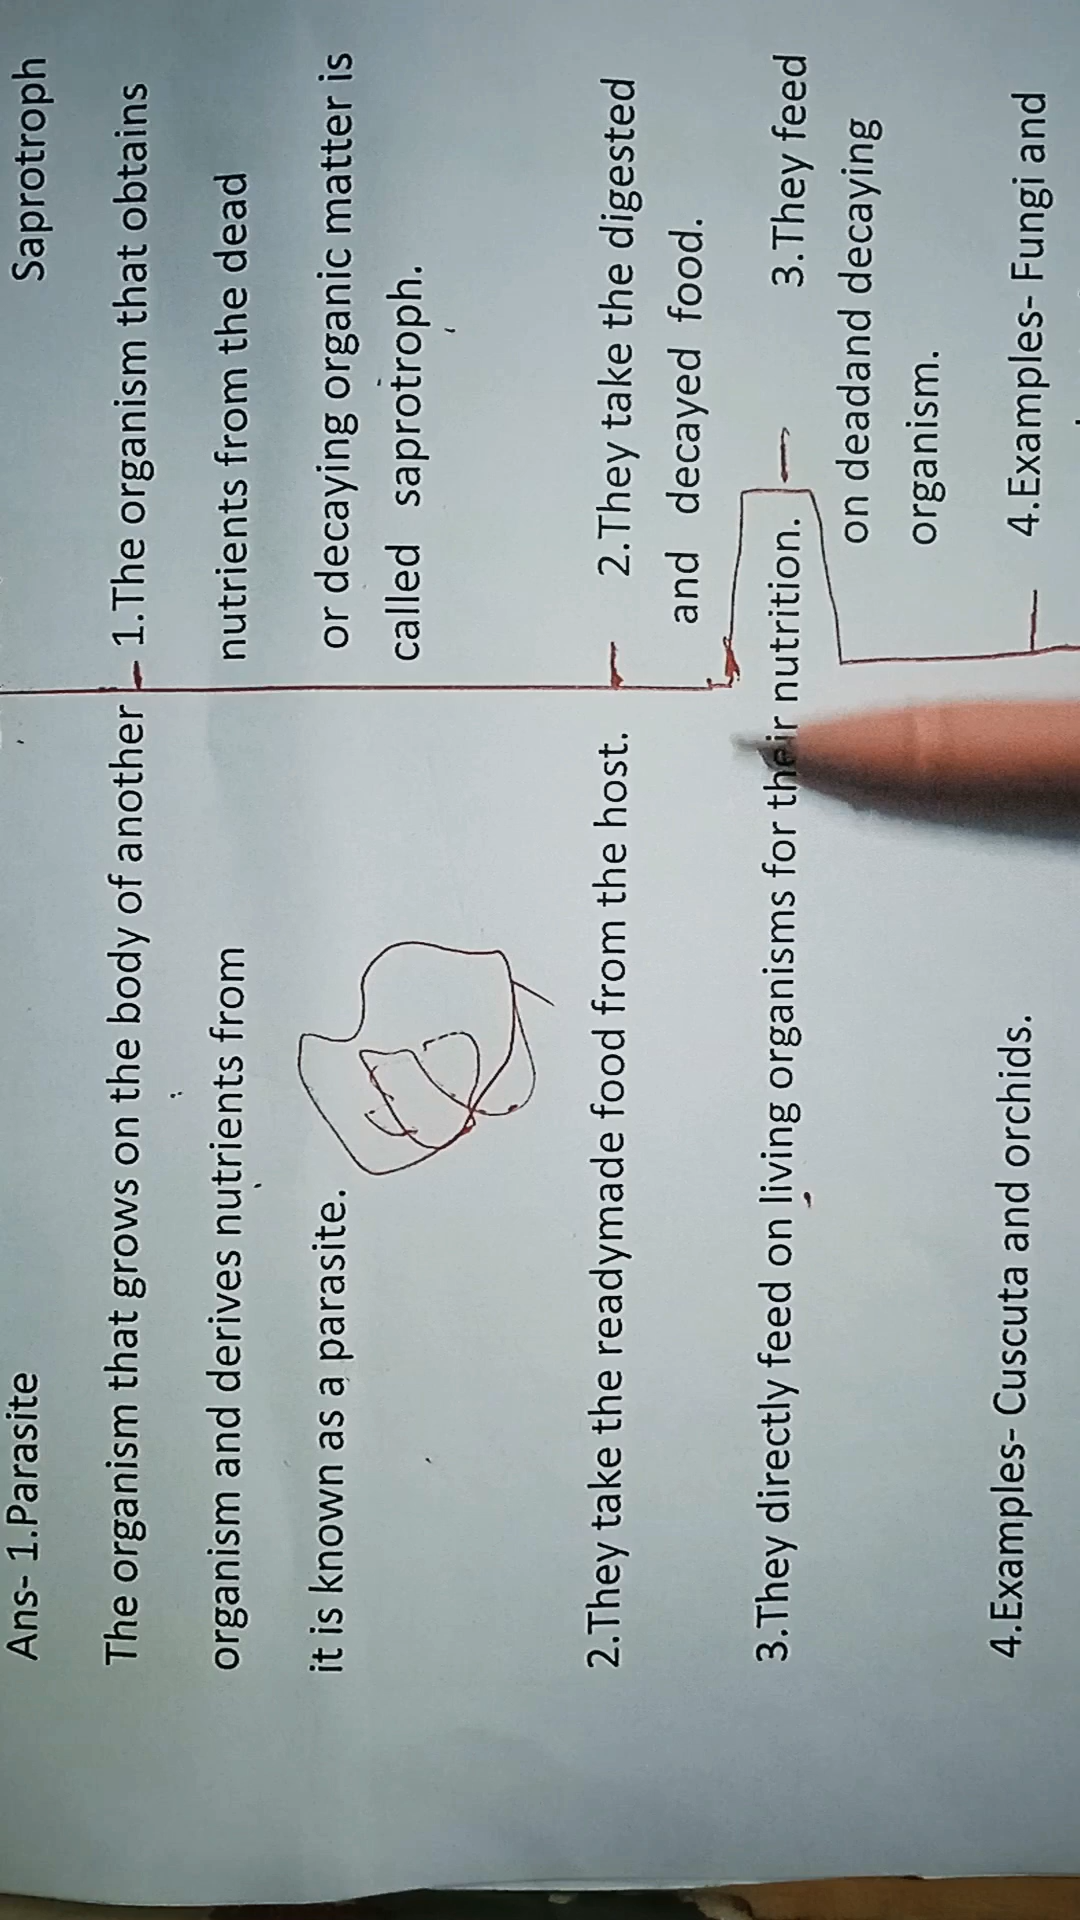 Ans- 1.Parasite Saprotroph
The organism that grows on the body of another 1.The organism that obtains
organism and derives nutrients from nutrients from the dead
it is known as a parasite. or decaying organic matter is
called saprotroph.
2.They take the readymade food from the host. 2.They take the digested
and decayed food.
3.They directly feed on living organisms for their nutrition. 3.They feed
on deadand decaying
organism.
4.Examples- Cuscuta and orchids. 4.Examples- Fungi and